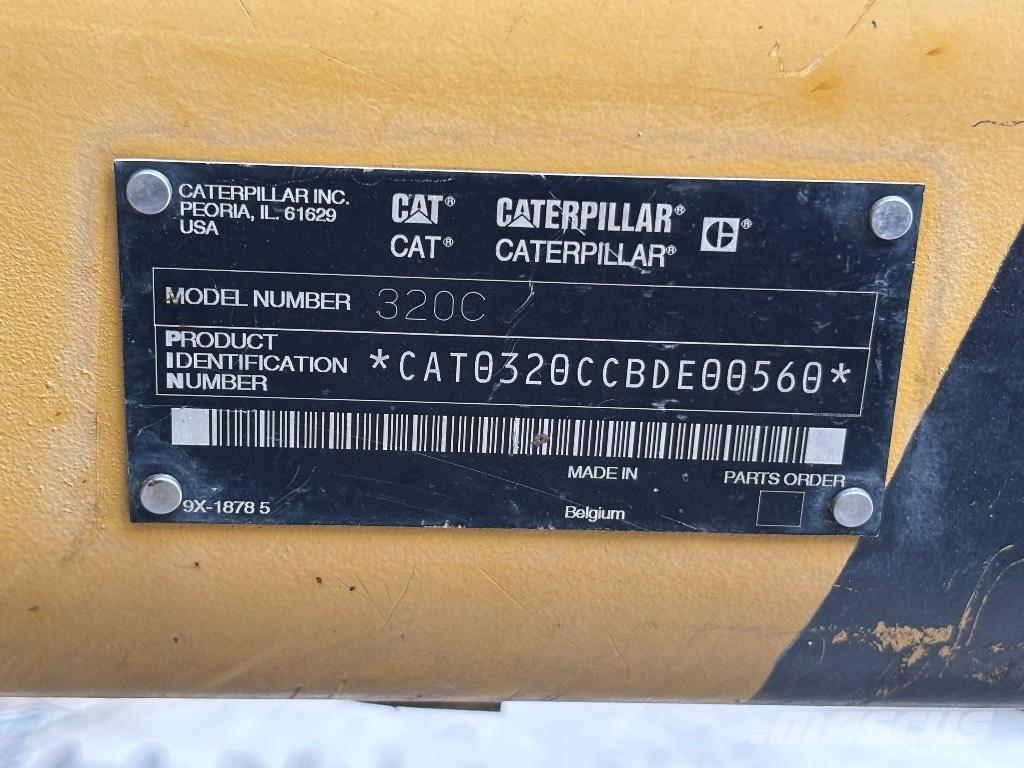 CATERPILLAR INC.
PEORIA, IL. 61629
USA
CAT® CATERPILLAR® C®
CAT® CATERPILLAR®
MODEL NUMBER 320C
PRODUCT
IDENTIFICATION
NUMBER
*CAT0320CCBDE00560*
MADE IN
Belgium
PARTS ORDER
9X-1878 5
MASCUS